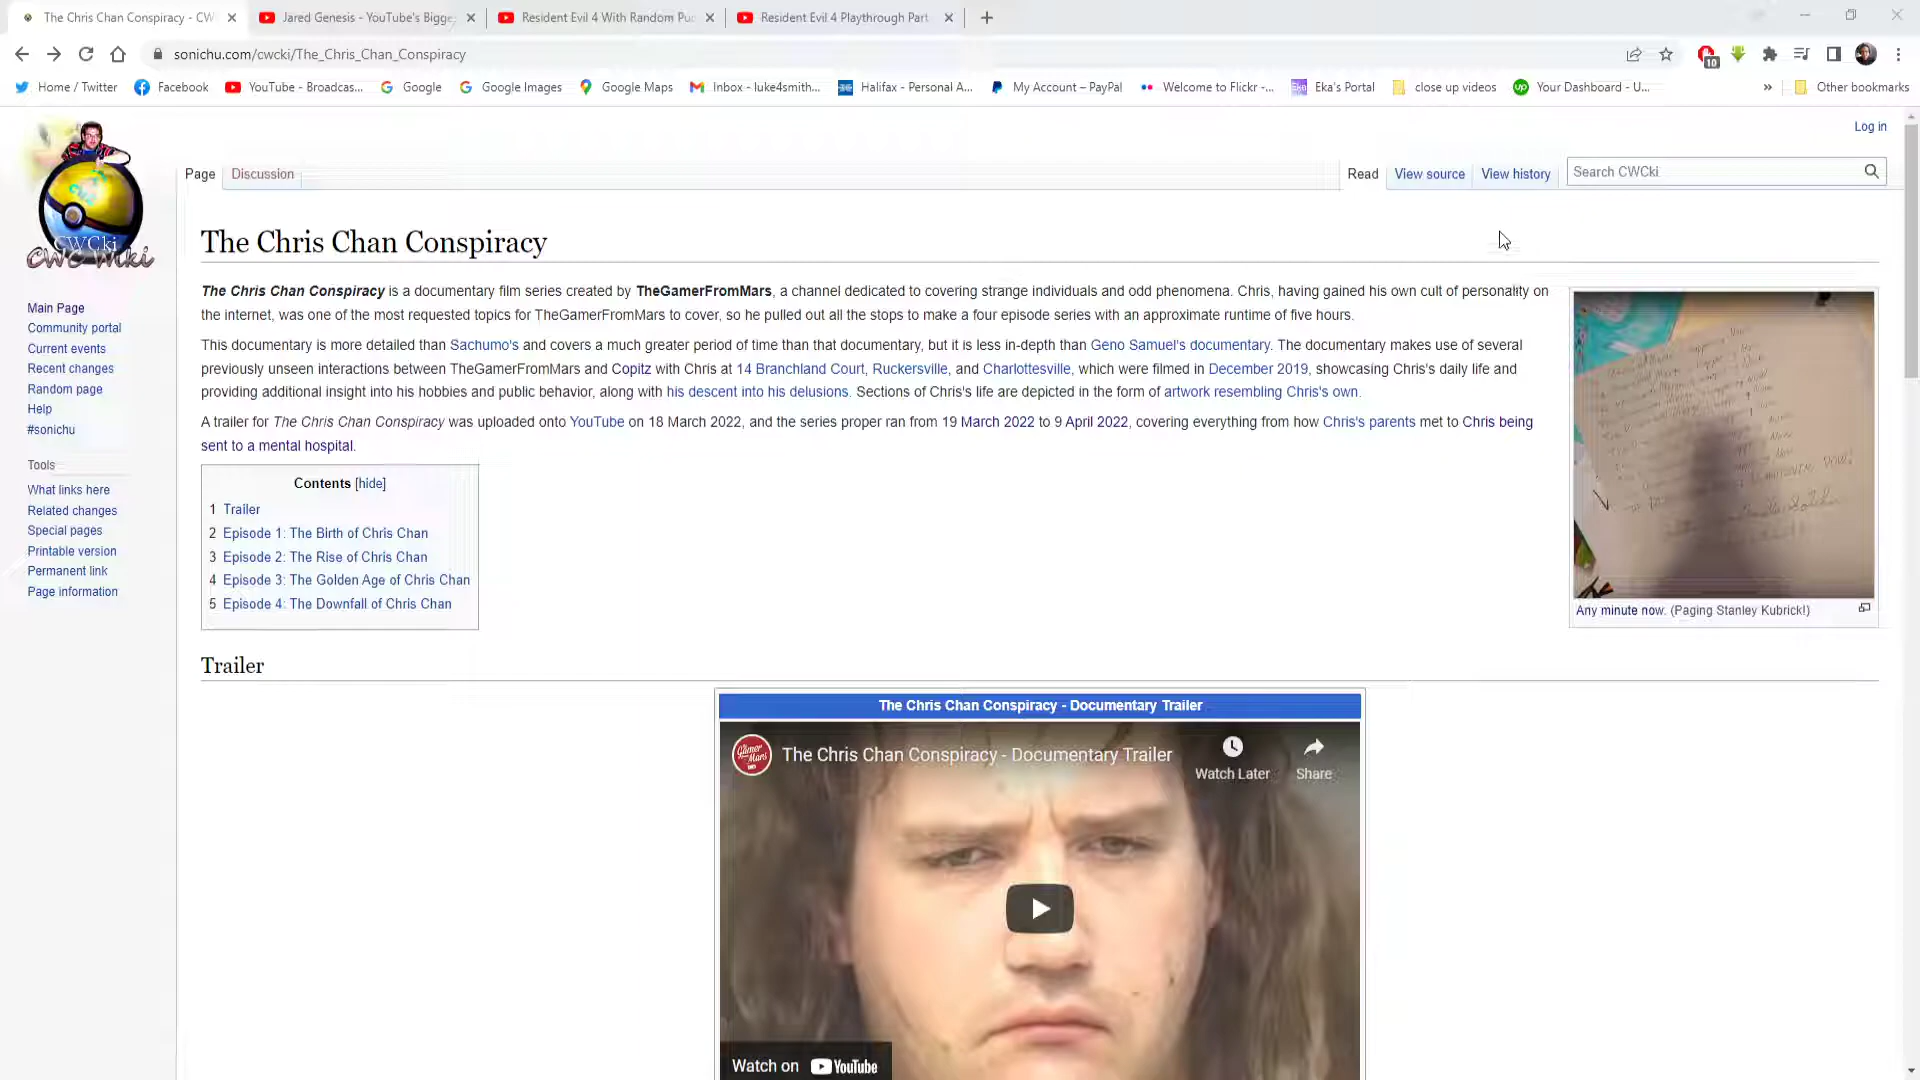 The Chris Chan Conspiracy - CW
Jared Genesis - YouTube's Bigge
Resident Evil 4 With Random Pu
Resident Evil 4 Playthrough Part
sonichu.com/cwcki/The_Chris_Chan_Conspiracy
10
Home / Twitter
Facebook
YouTube - Broadcas...
Google
Google Images
Google Maps
Inbox - luke4smith...
Halifax - Personal A...
My Account – PayPal
Welcome to Flickr -...
Eka's Portal
close up videos
Your Dashboard - U...
»
Other bookmarks
Log in
Page
Discussion
Read
View source
View history
Search CWCki
CWCki
CWC Wiki
Main Page
Community portal
Current events
Recent changes
Random page
Help
#sonichu
Tools
What links here
Related changes
Special pages
Printable version
Permanent link
Page information
The Chris Chan Conspiracy
The Chris Chan Conspiracy is a documentary film series created by TheGamerFromMars, a channel dedicated to covering strange individuals and odd phenomena. Chris, having gained his own cult of personality on
the internet, was one of the most requested topics for TheGamerFromMars to cover, so he pulled out all the stops to make a four episode series with an approximate runtime of five hours.
This documentary is more detailed than Sachumo's and covers a much greater period of time than that documentary, but it is less in-depth than Geno Samuel's documentary. The documentary makes use of several
previously unseen interactions between TheGamerFromMars and Copitz with Chris at 14 Branchland Court, Ruckersville, and Charlottesville, which were filmed in December 2019, showcasing Chris's daily life and
providing additional insight into his hobbies and public behavior, along with his descent into his delusions. Sections of Chris's life are depicted in the form of artwork resembling Chris's own.
A trailer for The Chris Chan Conspiracy was uploaded onto YouTube on 18 March 2022, and the series proper ran from 19 March 2022 to 9 April 2022, covering everything from how Chris's parents met to Chris being
sent to a mental hospital.
Any minute now. (Paging Stanley Kubrick!)
Contents [hide]
1 Trailer
2 Episode 1: The Birth of Chris Chan
3 Episode 2: The Rise of Chris Chan
4 Episode 3: The Golden Age of Chris Chan
5 Episode 4: The Downfall of Chris Chan
Trailer
The Chris Chan Conspiracy - Documentary Trailer
The Chris Chan Conspiracy - Documentary Trailer
Watch Later
Share
Watch on YouTube